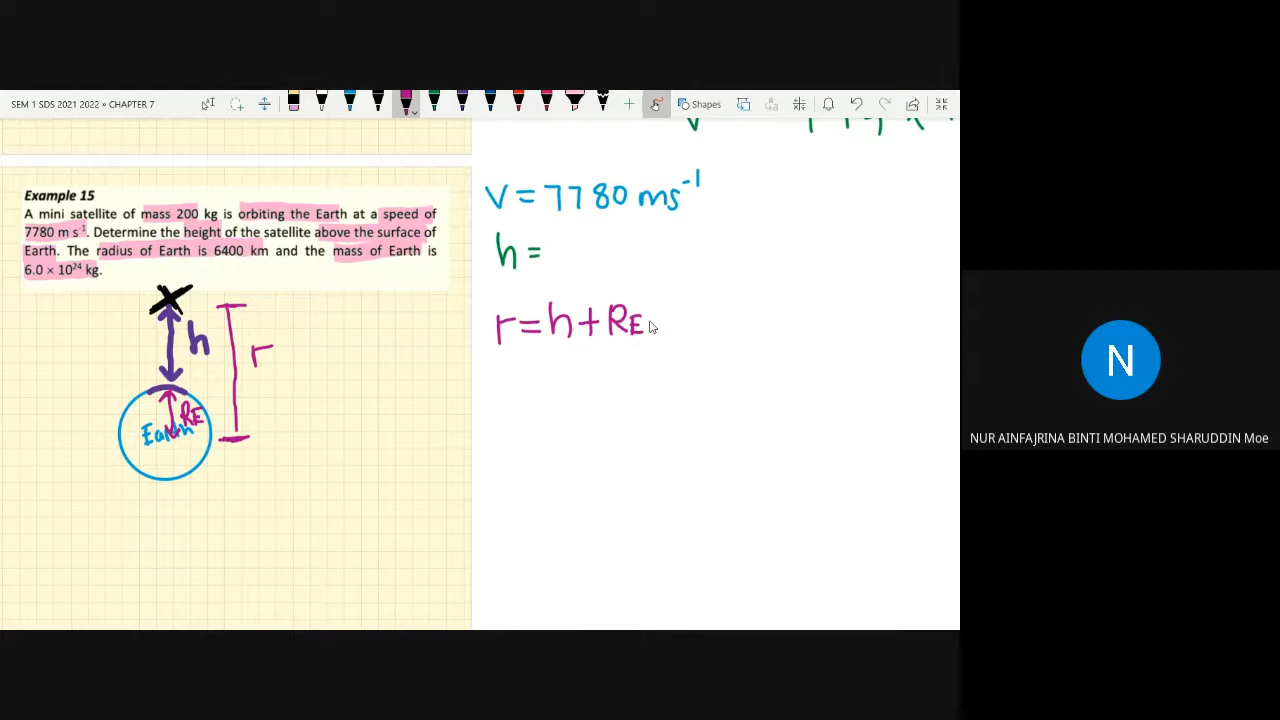 SEM 1 SDS 2021 2022 » CHAPTER 7
Shapes
Example 15
A mini satellite of mass 200 kg is orbiting the Earth at a speed of
7780 m s⁻¹. Determine the height of the satellite above the surface of
Earth. The radius of Earth is 6400 km and the mass of Earth is
6.0 × 10²⁴ kg.
h
r
RE
Earth
v = 7780 ms⁻¹
h =
r = h + RE
N
NUR AINFAJRINA BINTI MOHAMED SHARUDDIN Moe